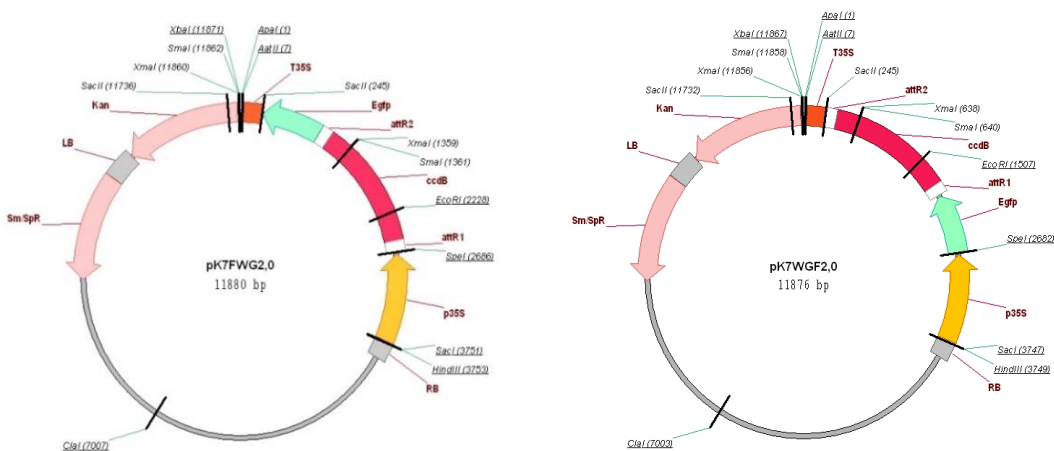 XbaI (11871)
ApaI (1)
SmaI (11862)
AatII (7)
XmaI (11860)
T35S
SacII (11736)
SacII (245)
Kan
Egfp
attR2
XmaI (1359)
SmaI (1361)
LB
ccdB
EcoRI (2228)
Sm/SpR
attR1
SpeI (2686)
pK7FWG2,0
11880 bp
p35S
SacI (3751)
HindIII (3753)
RB
ClaI (7007)
ApaI (1)
XbaI (11867)
AatII (7)
SmaI (11858)
T35S
XmaI (11856)
SacII (245)
SacII (11732)
attR2
Kan
XmaI (638)
SmaI (640)
ccdB
LB
EcoRI (1507)
attR1
Egfp
Sm/SpR
SpeI (2682)
pK7WGF2,0
11876 bp
p35S
SacI (3747)
HindIII (3749)
RB
ClaI (7003)